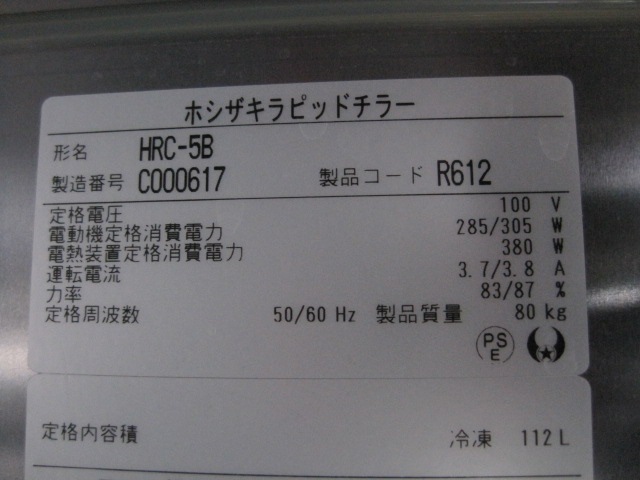 ホシザキラピッドチラー
形名 HRC-5B
製造番号 C000617 製品コード R612
定格電圧 100 V
電動機定格消費電力 285/305 W
電熱装置定格消費電力 380 W
運転電流 3.7/3.8 A
力率 83/87 %
定格周波数 50/60 Hz 製品質量 80 kg
PS
E
定格内容積 冷凍 112 L